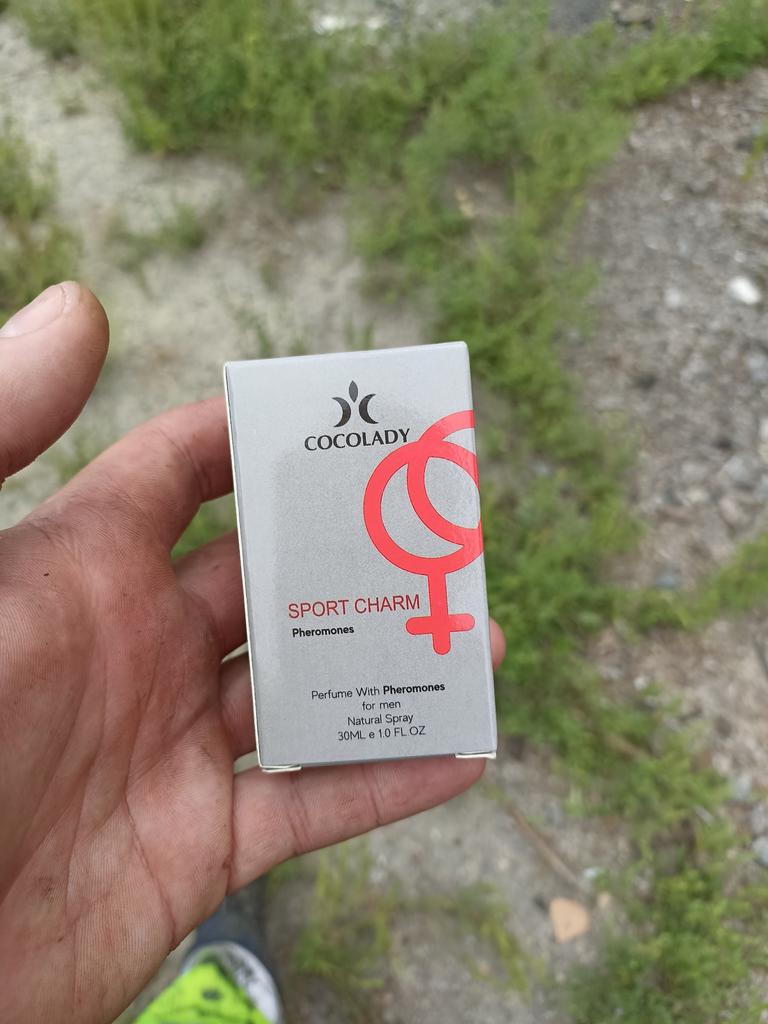 COCOLADY
SPORT CHARM
Pheromones
Perfume With Pheromones
for men
Natural Spray
30ML e 1.0 FL OZ